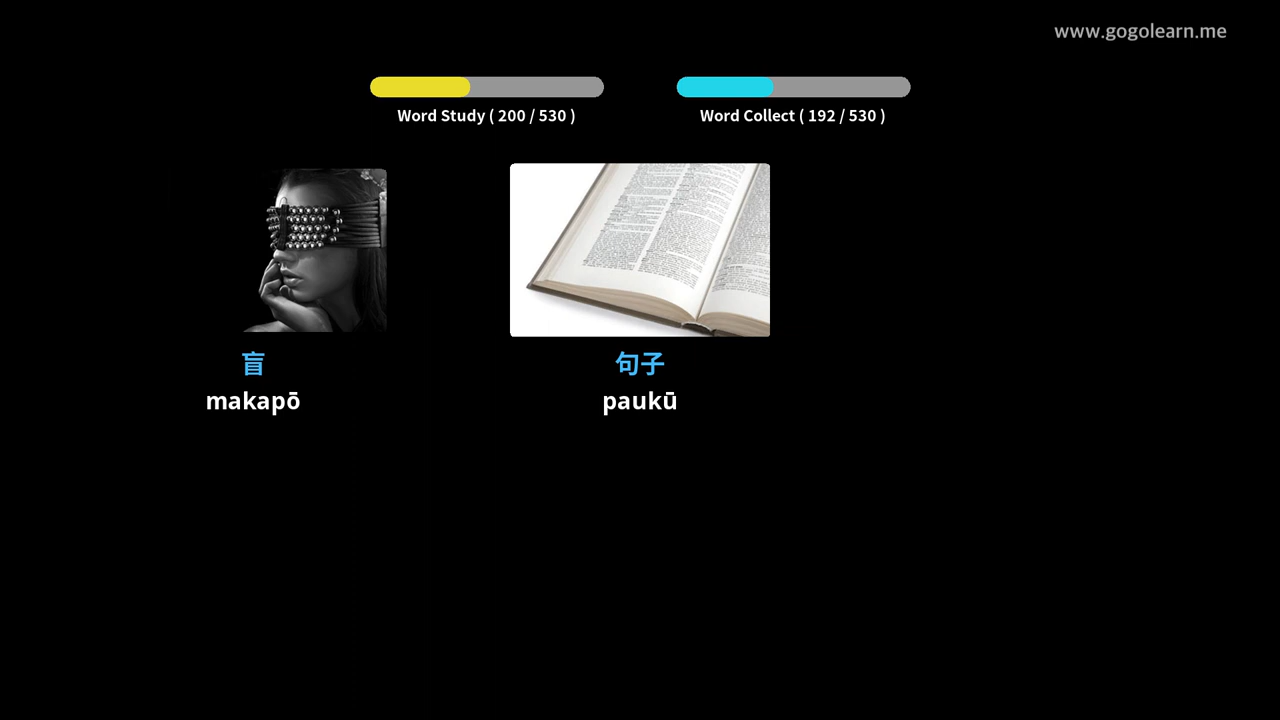 www.gogolearn.me
Word Study ( 200 / 530 )
Word Collect ( 192 / 530 )
盲
makapō
句子
paukū